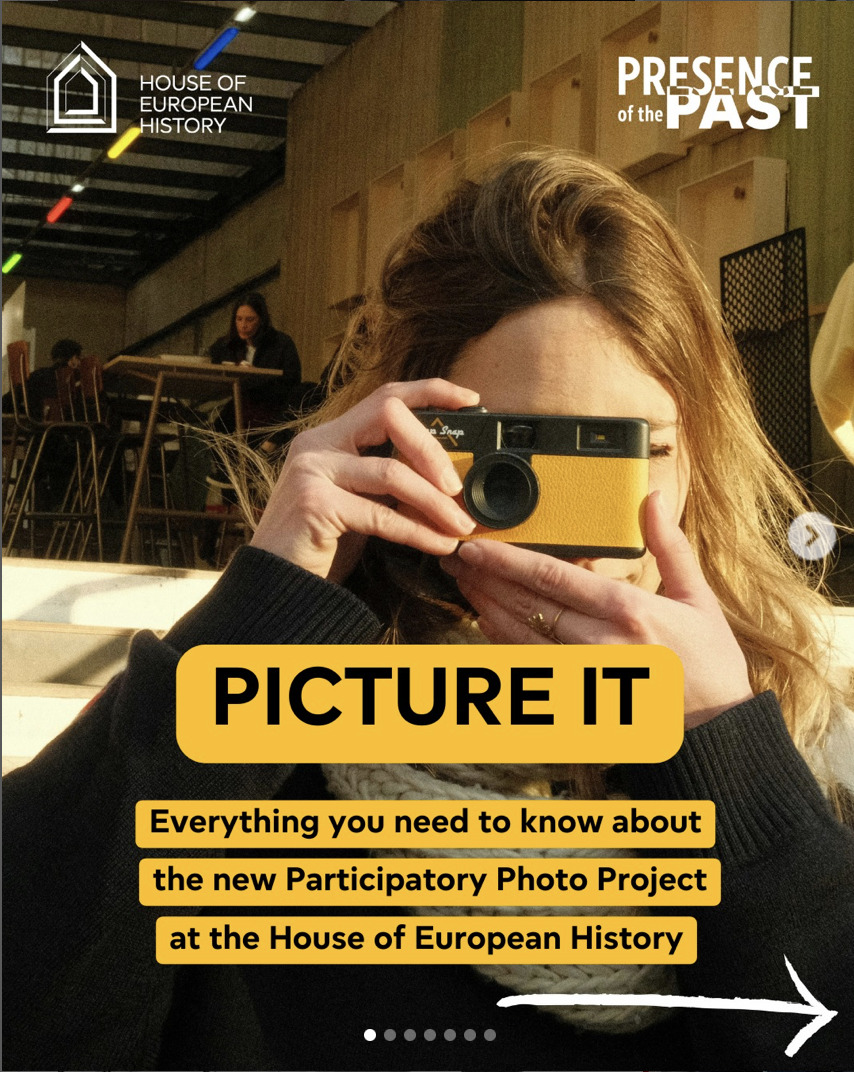 HOUSE OF
EUROPEAN
HISTORY
PRESENCE
of the PAST
Snap
PICTURE IT
Everything you need to know about
the new Participatory Photo Project
at the House of European History